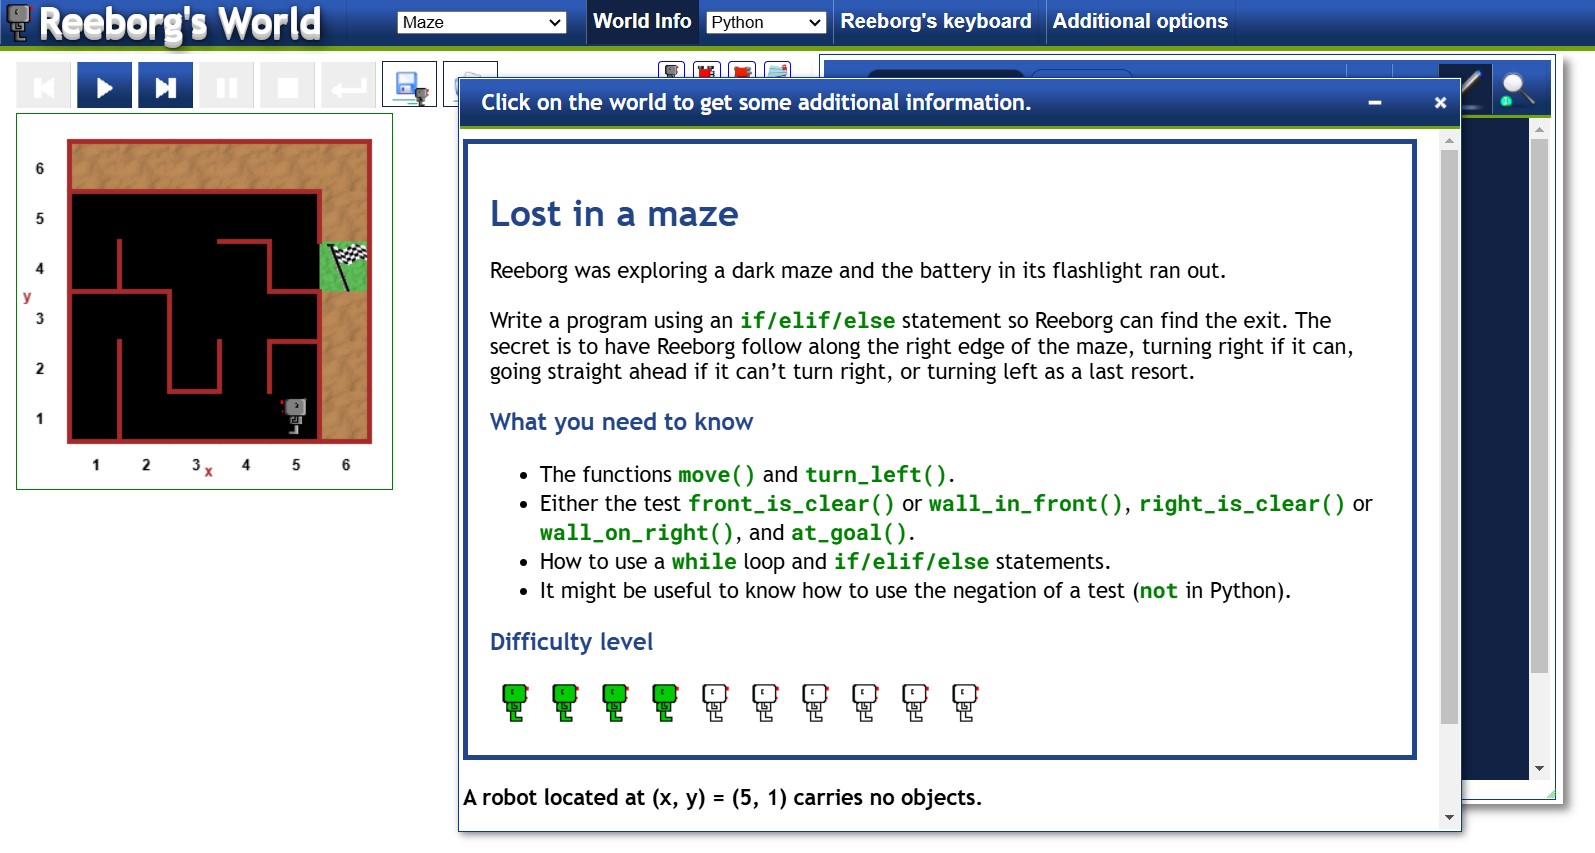 Reeborg's World
Maze
World Info
Python
Reeborg's keyboard
Additional options
Click on the world to get some additional information.
6
5
4
y
3
2
1
1 2 3 x 4 5 6
Lost in a maze
Reeborg was exploring a dark maze and the battery in its flashlight ran out.
Write a program using an if/elif/else statement so Reeborg can find the exit. The
secret is to have Reeborg follow along the right edge of the maze, turning right if it can,
going straight ahead if it can’t turn right, or turning left as a last resort.
What you need to know
• The functions move() and turn_left().
• Either the test front_is_clear() or wall_in_front(), right_is_clear() or
wall_on_right(), and at_goal().
• How to use a while loop and if/elif/else statements.
• It might be useful to know how to use the negation of a test (not in Python).
Difficulty level
A robot located at (x, y) = (5, 1) carries no objects.